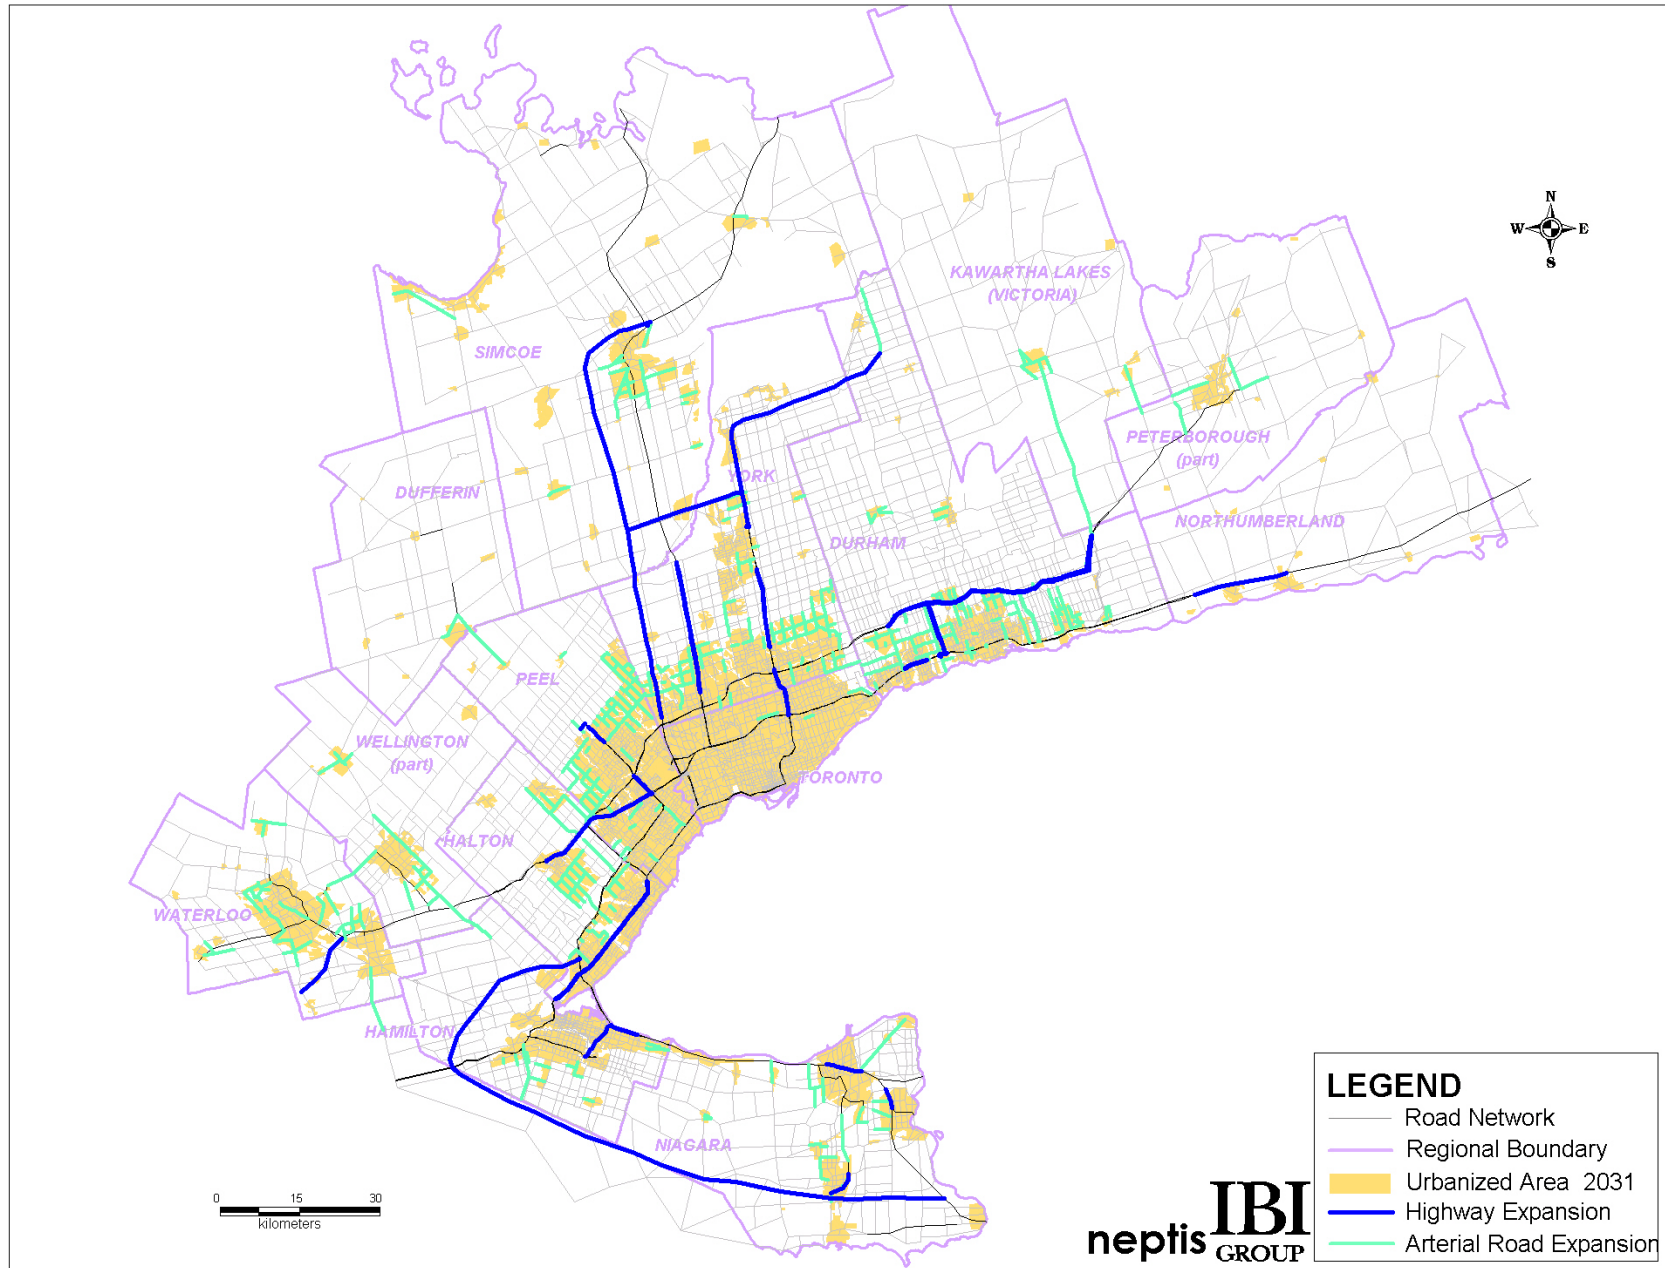 N
W E
S
KAWARTHA LAKES
(VICTORIA)
SIMCOE
PETERBOROUGH
(part)
YORK
DUFFERIN
NORTHUMBERLAND
DURHAM
PEEL
WELLINGTON
(part)
TORONTO
HALTON
WATERLOO
HAMILTON
NIAGARA
0 15 30
kilometers
neptis IBI
GROUP
LEGEND
Road Network
Regional Boundary
Urbanized Area 2031
Highway Expansion
Arterial Road Expansion